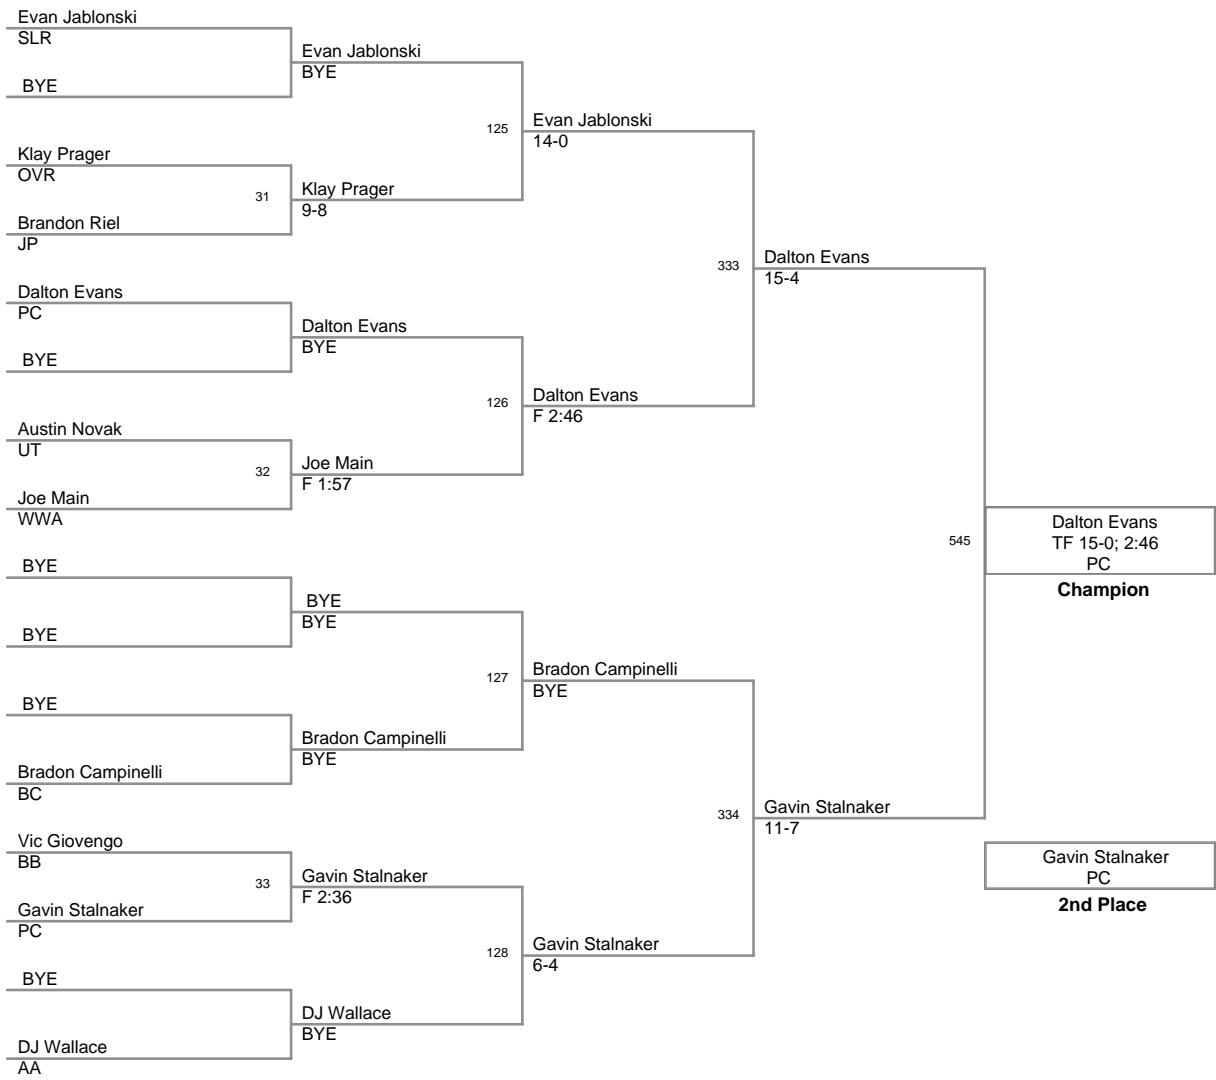 Evan Jablonski
SLR
BYE
Klay Prager
OVR
31
Brandon Riel
JP
Dalton Evans
PC
BYE
Austin Novak
UT
32
Joe Main
WWA
BYE
BYE
BYE
Bradon Campinelli
BC
Vic Giovengo
BB
33
Gavin Stalnaker
PC
BYE
DJ Wallace
AA
Evan Jablonski
BYE
125
Klay Prager
9-8
Dalton Evans
BYE
126
Joe Main
F 1:57
BYE
BYE
127
Bradon Campinelli
BYE
Gavin Stalnaker
F 2:36
128
DJ Wallace
BYE
Evan Jablonski
14-0
333
Dalton Evans
F 2:46
Bradon Campinelli
BYE
334
Gavin Stalnaker
6-4
Dalton Evans
15-4
545
Gavin Stalnaker
11-7
Dalton Evans
TF 15-0; 2:46
PC
Champion
Gavin Stalnaker
PC
2nd Place